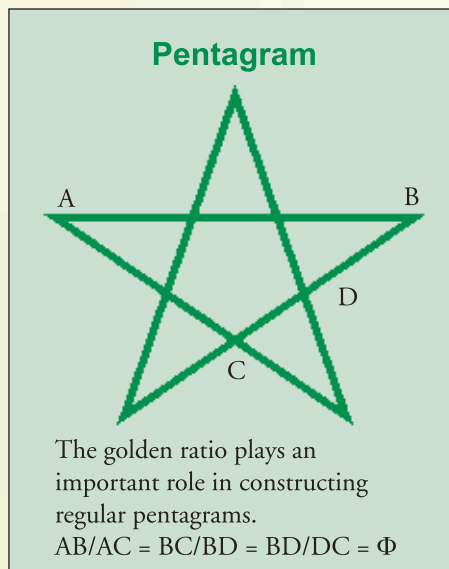 Pentagram
A
B
D
C
The golden ratio plays an
important role in constructing
regular pentagrams.
AB/AC = BC/BD = BD/DC = Φ